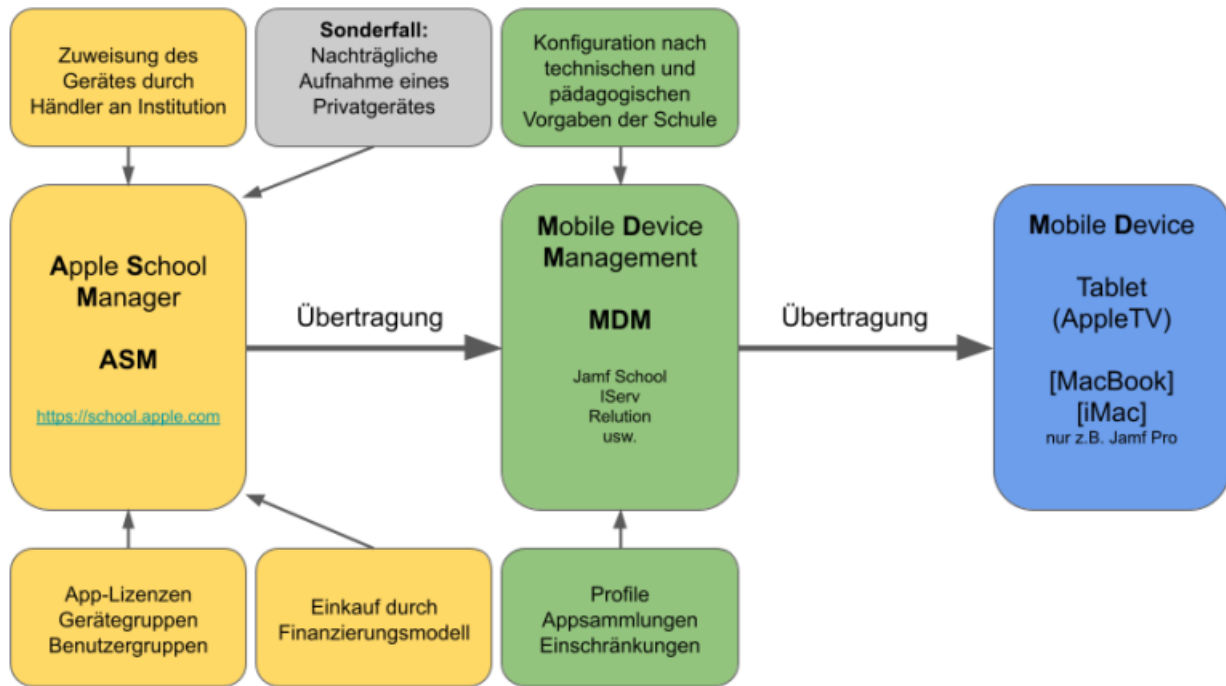 Zuweisung des
Gerätes durch
Händler an Institution
Sonderfall:
Nachträgliche
Aufnahme eines
Privatgerätes
Konfiguration nach
technischen und
pädagogischen
Vorgaben der Schule
Apple School
Manager
ASM
https://school.apple.com
Übertragung
Mobile Device
Management
MDM
Jamf School
IServ
Relution
usw.
Übertragung
Mobile Device
Tablet
(AppleTV)
[MacBook]
[iMac]
nur z.B. Jamf Pro
App-Lizenzen
Gerätegruppen
Benutzergruppen
Einkauf durch
Finanzierungsmodell
Profile
Appsammlungen
Einschränkungen